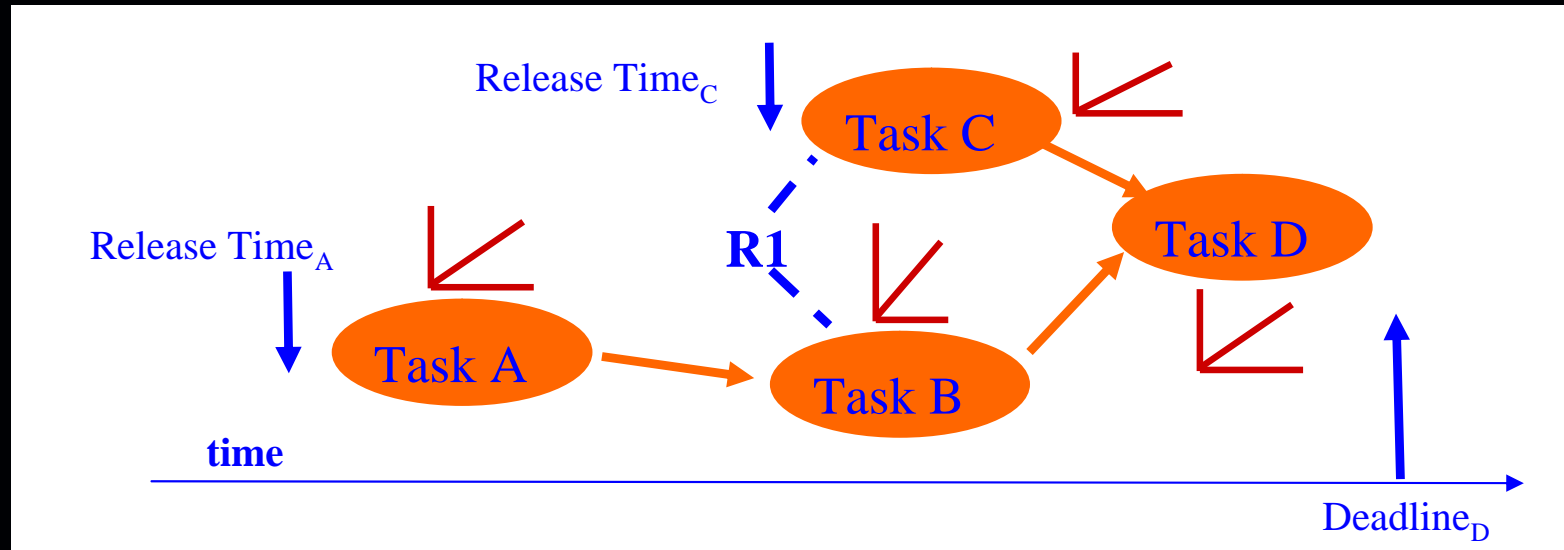 Release Time_C
Task C
Release Time_A
R1
Task D
Task A
Task B
time
Deadline_D